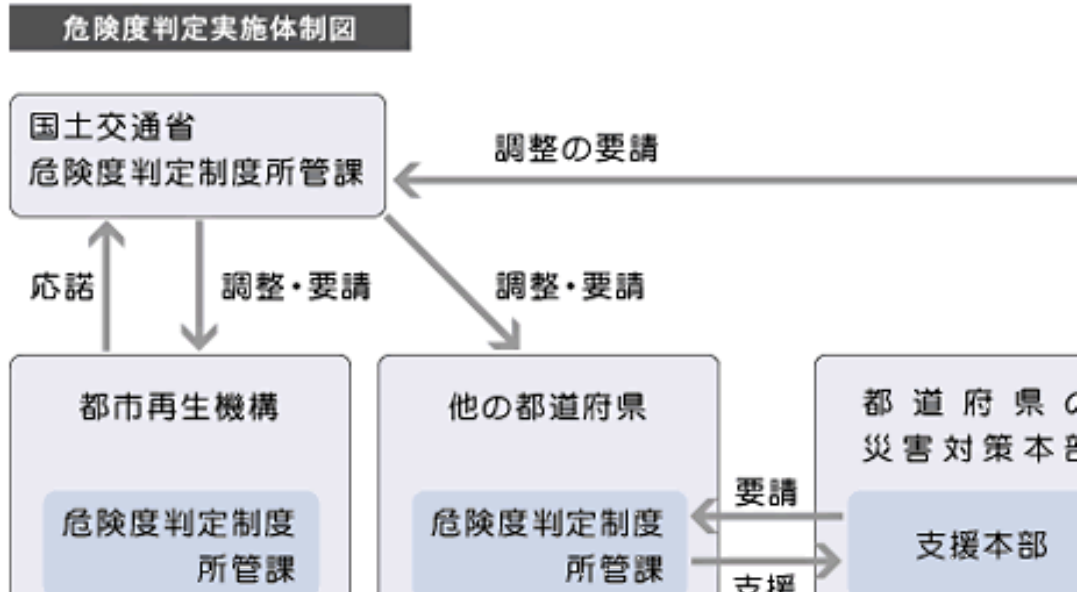 危険度判定実施体制図
国土交通省
危険度判定制度所管課
調整の要請
応諾
調整・要請
調整・要請
都市再生機構
他の都道府県
都道府県の
災害対策本部
要請
危険度判定制度
所管課
危険度判定制度
所管課
支援本部
支援